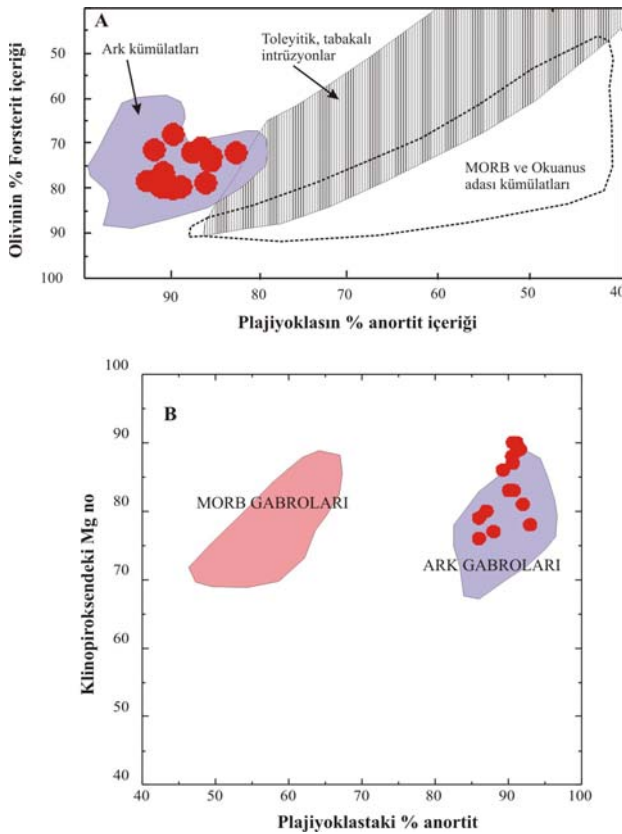 A
Ark kümülatları
Toleyitik, tabakalı
intrüzyonlar
MORB ve Okuanus
adası kümülatları
Olivinin % Forsterit içeriği
50
60
70
80
90
100
90
80
70
60
50
40
Plajiyoklasın % anortit içeriği
B
MORB GABROLARI
ARK GABROLARI
Klinopiroksendeki Mg no
100
90
80
70
60
50
40
40
50
60
70
80
90
100
Plajiyoklastaki % anortit